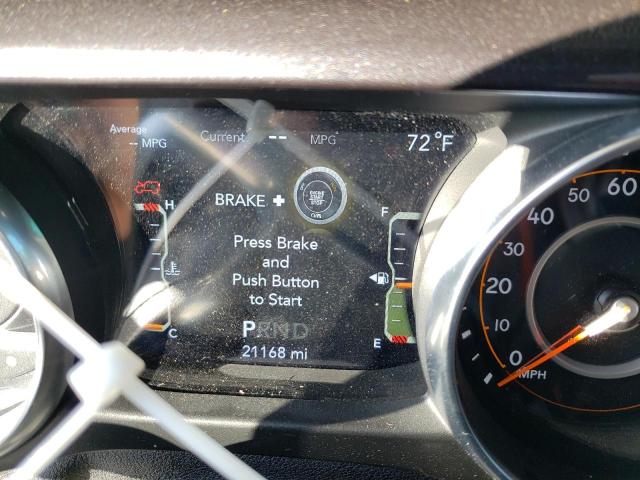 Average
-- MPG
Current
--
MPG
72 °F
BRAKE +
ENGINE
START
STOP
H
F
Press Brake
and
Push Button
to Start
C
E
PRND
21168 mi
0
10
20
30
40
50
60
MPH